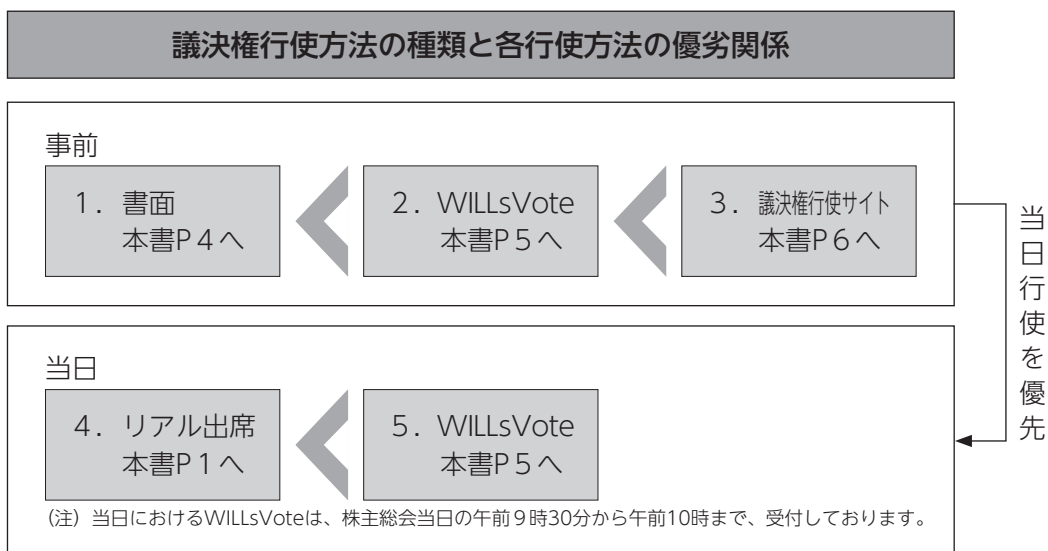 議決権行使方法の種類と各行使方法の優劣関係
事前
1．書面
本書P4へ
2．WILLsVote
本書P5へ
3．議決権行使サイト
本書P6へ
当日行使を優先
当日
4．リアル出席
本書P1へ
5．WILLsVote
本書P5へ
（注）当日におけるWILLsVoteは、株主総会当日の午前9時30分から午前10時まで、受付しております。